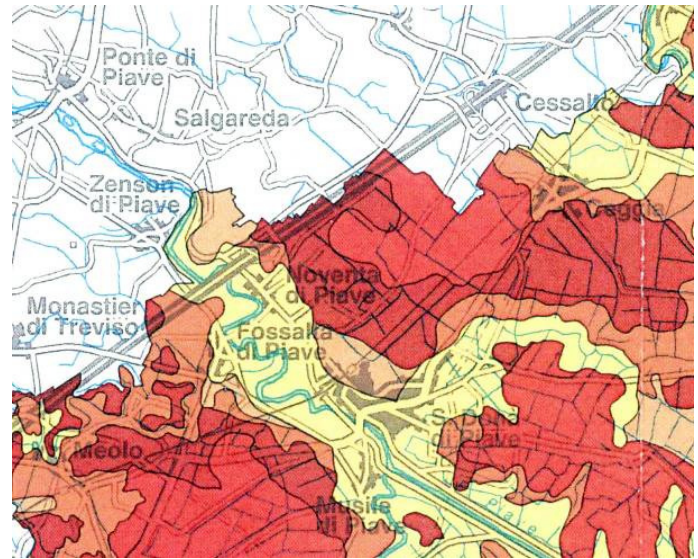 Ponte di
Piave
Salgareda
Cessalto
Zenson
di Piave
Noventa
di Piave
Monastier
di Treviso
Fossalta
di Piave
di Piave
Meolo
Musile
di Piave